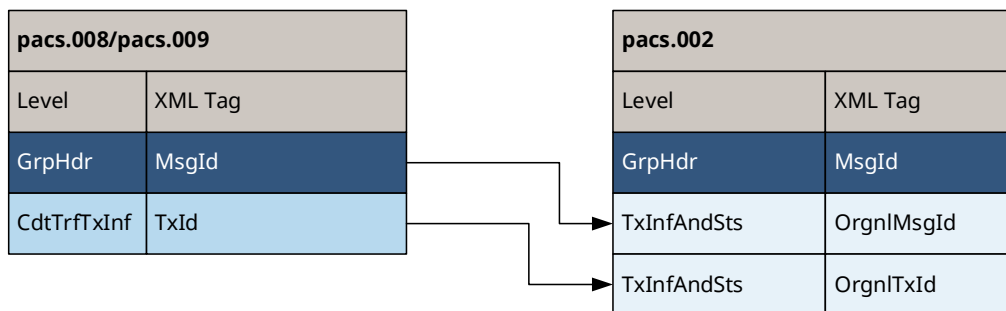 pacs.008/pacs.009
Level XML Tag
GrpHdr MsgId
CdtTrfTxInf TxId
pacs.002
Level XML Tag
GrpHdr MsgId
TxInfAndSts OrgnlMsgId
TxInfAndSts OrgnlTxId